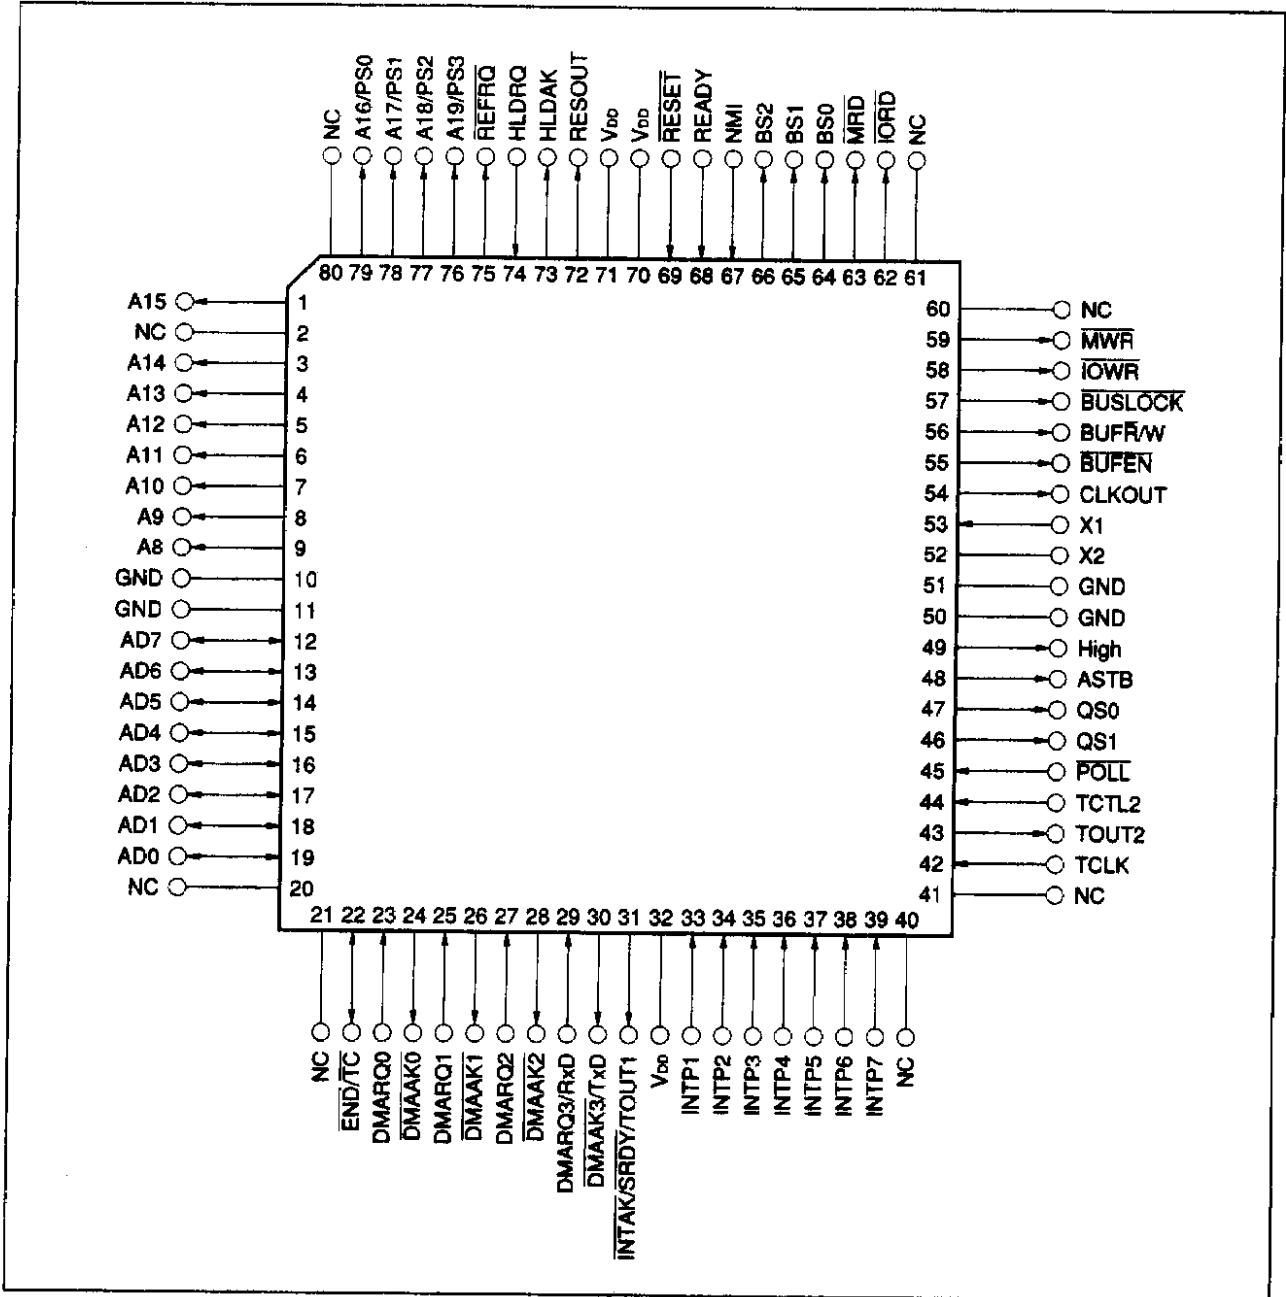 NC A16/PS0 A17/PS1 A18/PS2 A19/PS3 REFRQ HLDRQ HLDAK RESOUT VDD VDD RESET READY NMI BS2 BS1 BS0 MRD IORD NC
80 79 78 77 76 75 74 73 72 71 70 69 68 67 66 65 64 63 62 61
A15 1
NC 2
A14 3
A13 4
A12 5
A11 6
A10 7
A9 8
A8 9
GND 10
GND 11
AD7 12
AD6 13
AD5 14
AD4 15
AD3 16
AD2 17
AD1 18
AD0 19
NC 20
60 NC
59 MWR
58 IOWR
57 BUSLOCK
56 BUFR/W
55 BUFEN
54 CLKOUT
53 X1
52 X2
51 GND
50 GND
49 High
48 ASTB
47 QS0
46 QS1
45 POLL
44 TCTL2
43 TOUT2
42 TCLK
41 NC
21 22 23 24 25 26 27 28 29 30 31 32 33 34 35 36 37 38 39 40
NC END/TC DMARQ0 DMAAK0 DMARQ1 DMAAK1 DMARQ2 DMAAK2 DMARQ3/RxD DMAAK3/TxD INTAK/SRDY/TOUT1 VDD INTP1 INTP2 INTP3 INTP4 INTP5 INTP6 INTP7 NC